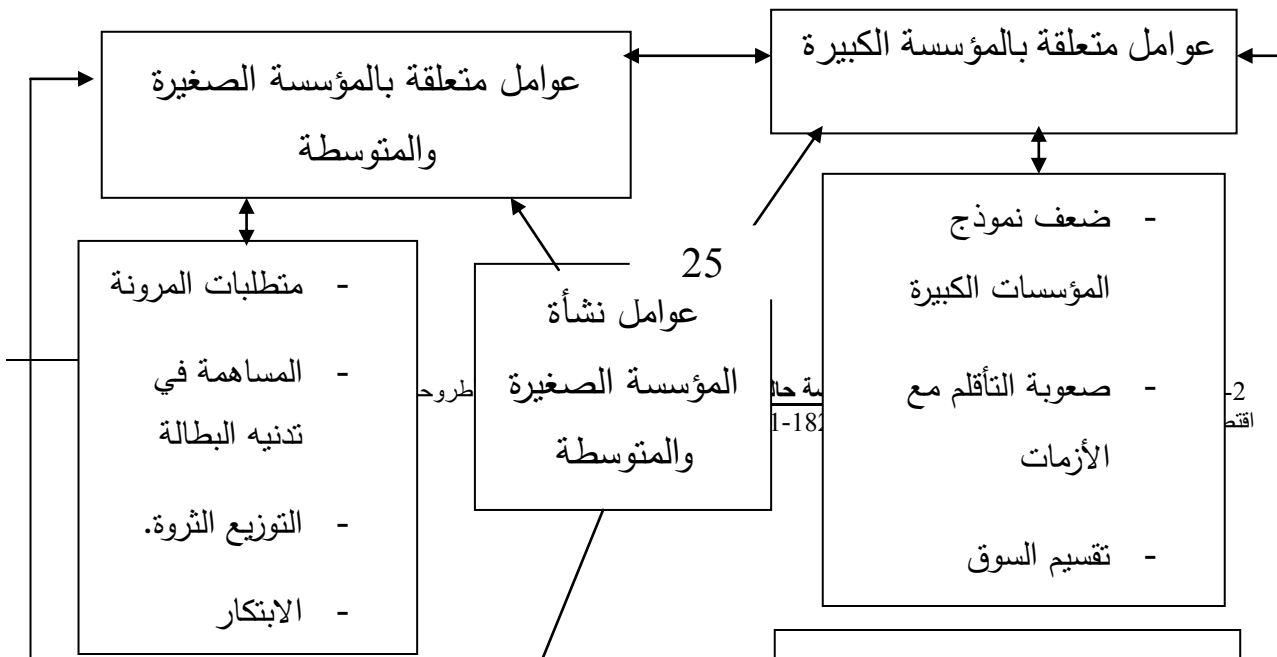 عوامل متعلقة بالمؤسسة الكبيرة
عوامل متعلقة بالمؤسسة الصغيرة
والمتوسطة
- ضعف نموذج
المؤسسات الكبيرة
- صعوبة التأقلم مع
الأزمات
- تقسيم السوق
25
عوامل نشأة
المؤسسة الصغيرة
والمتوسطة
- متطلبات المرونة
- المساهمة في
تدنيه البطالة
- التوزيع الثروة.
- الابتكار
2-